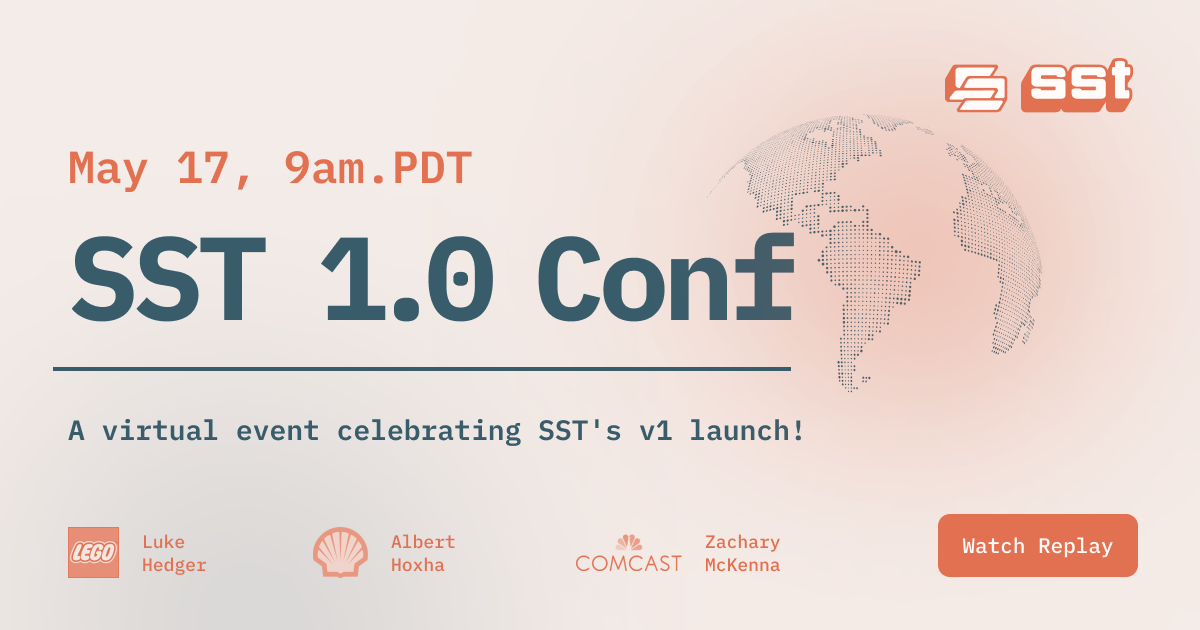 sst
May 17, 9am.PDT
SST 1.0 Conf
A virtual event celebrating SST's v1 launch!
LEGO
Luke
Hedger
Albert
Hoxha
COMCAST
Zachary
McKenna
Watch Replay